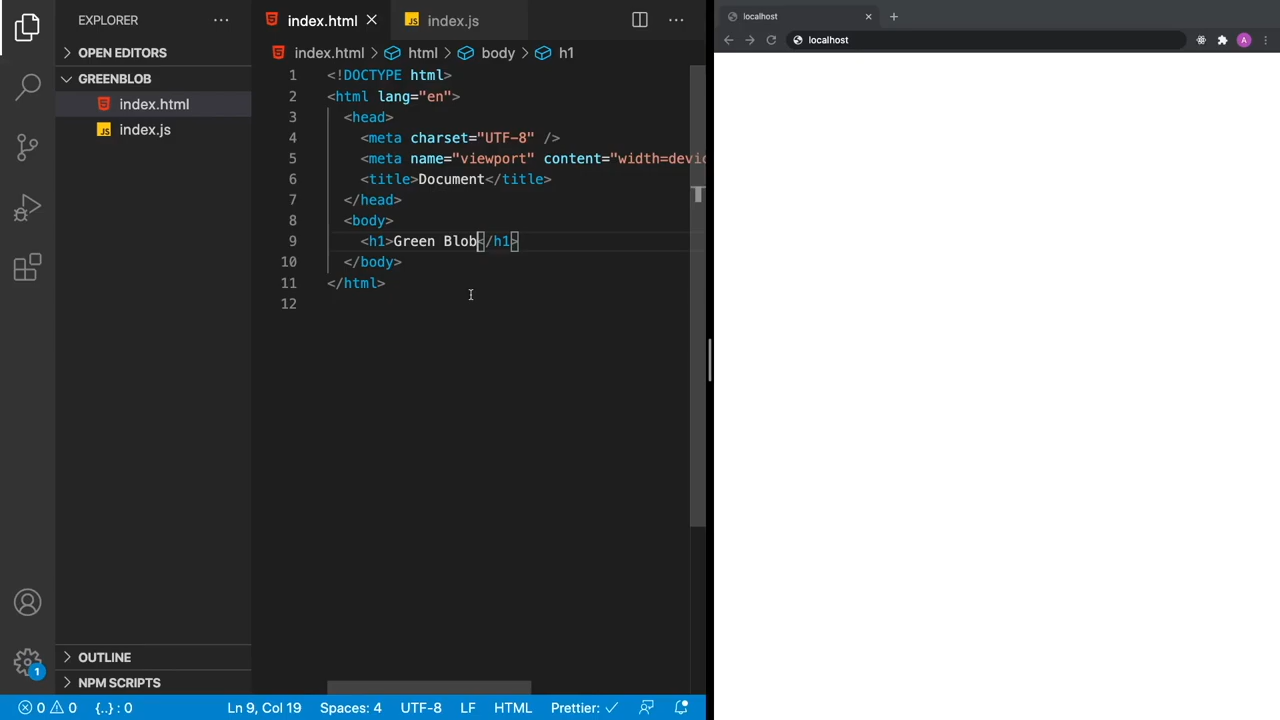 EXPLORER
OPEN EDITORS
GREENBLOB
index.html
JS index.js
OUTLINE
NPM SCRIPTS
1
index.html
JS index.js
index.html > html > body > h1
1 <!DOCTYPE html>
2 <html lang="en">
3 <head>
4 <meta charset="UTF-8" />
5 <meta name="viewport" content="width=devic
6 <title>Document</title>
7 </head>
8 <body>
9 <h1>Green Blob</h1>
10 </body>
11 </html>
12
0 0 {..} : 0 Ln 9, Col 19 Spaces: 4 UTF-8 LF HTML Prettier: ✓
localhost
localhost
A